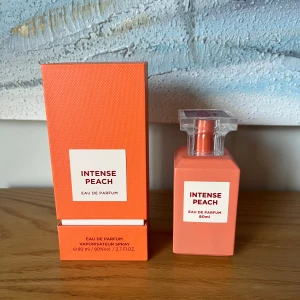 INTENSE
PEACH
EAU DE PARFUM
EAU DE PARFUM
VAPORISATEUR SPRAY
INTENSE
PEACH
EAU DE PARFUM
80ml